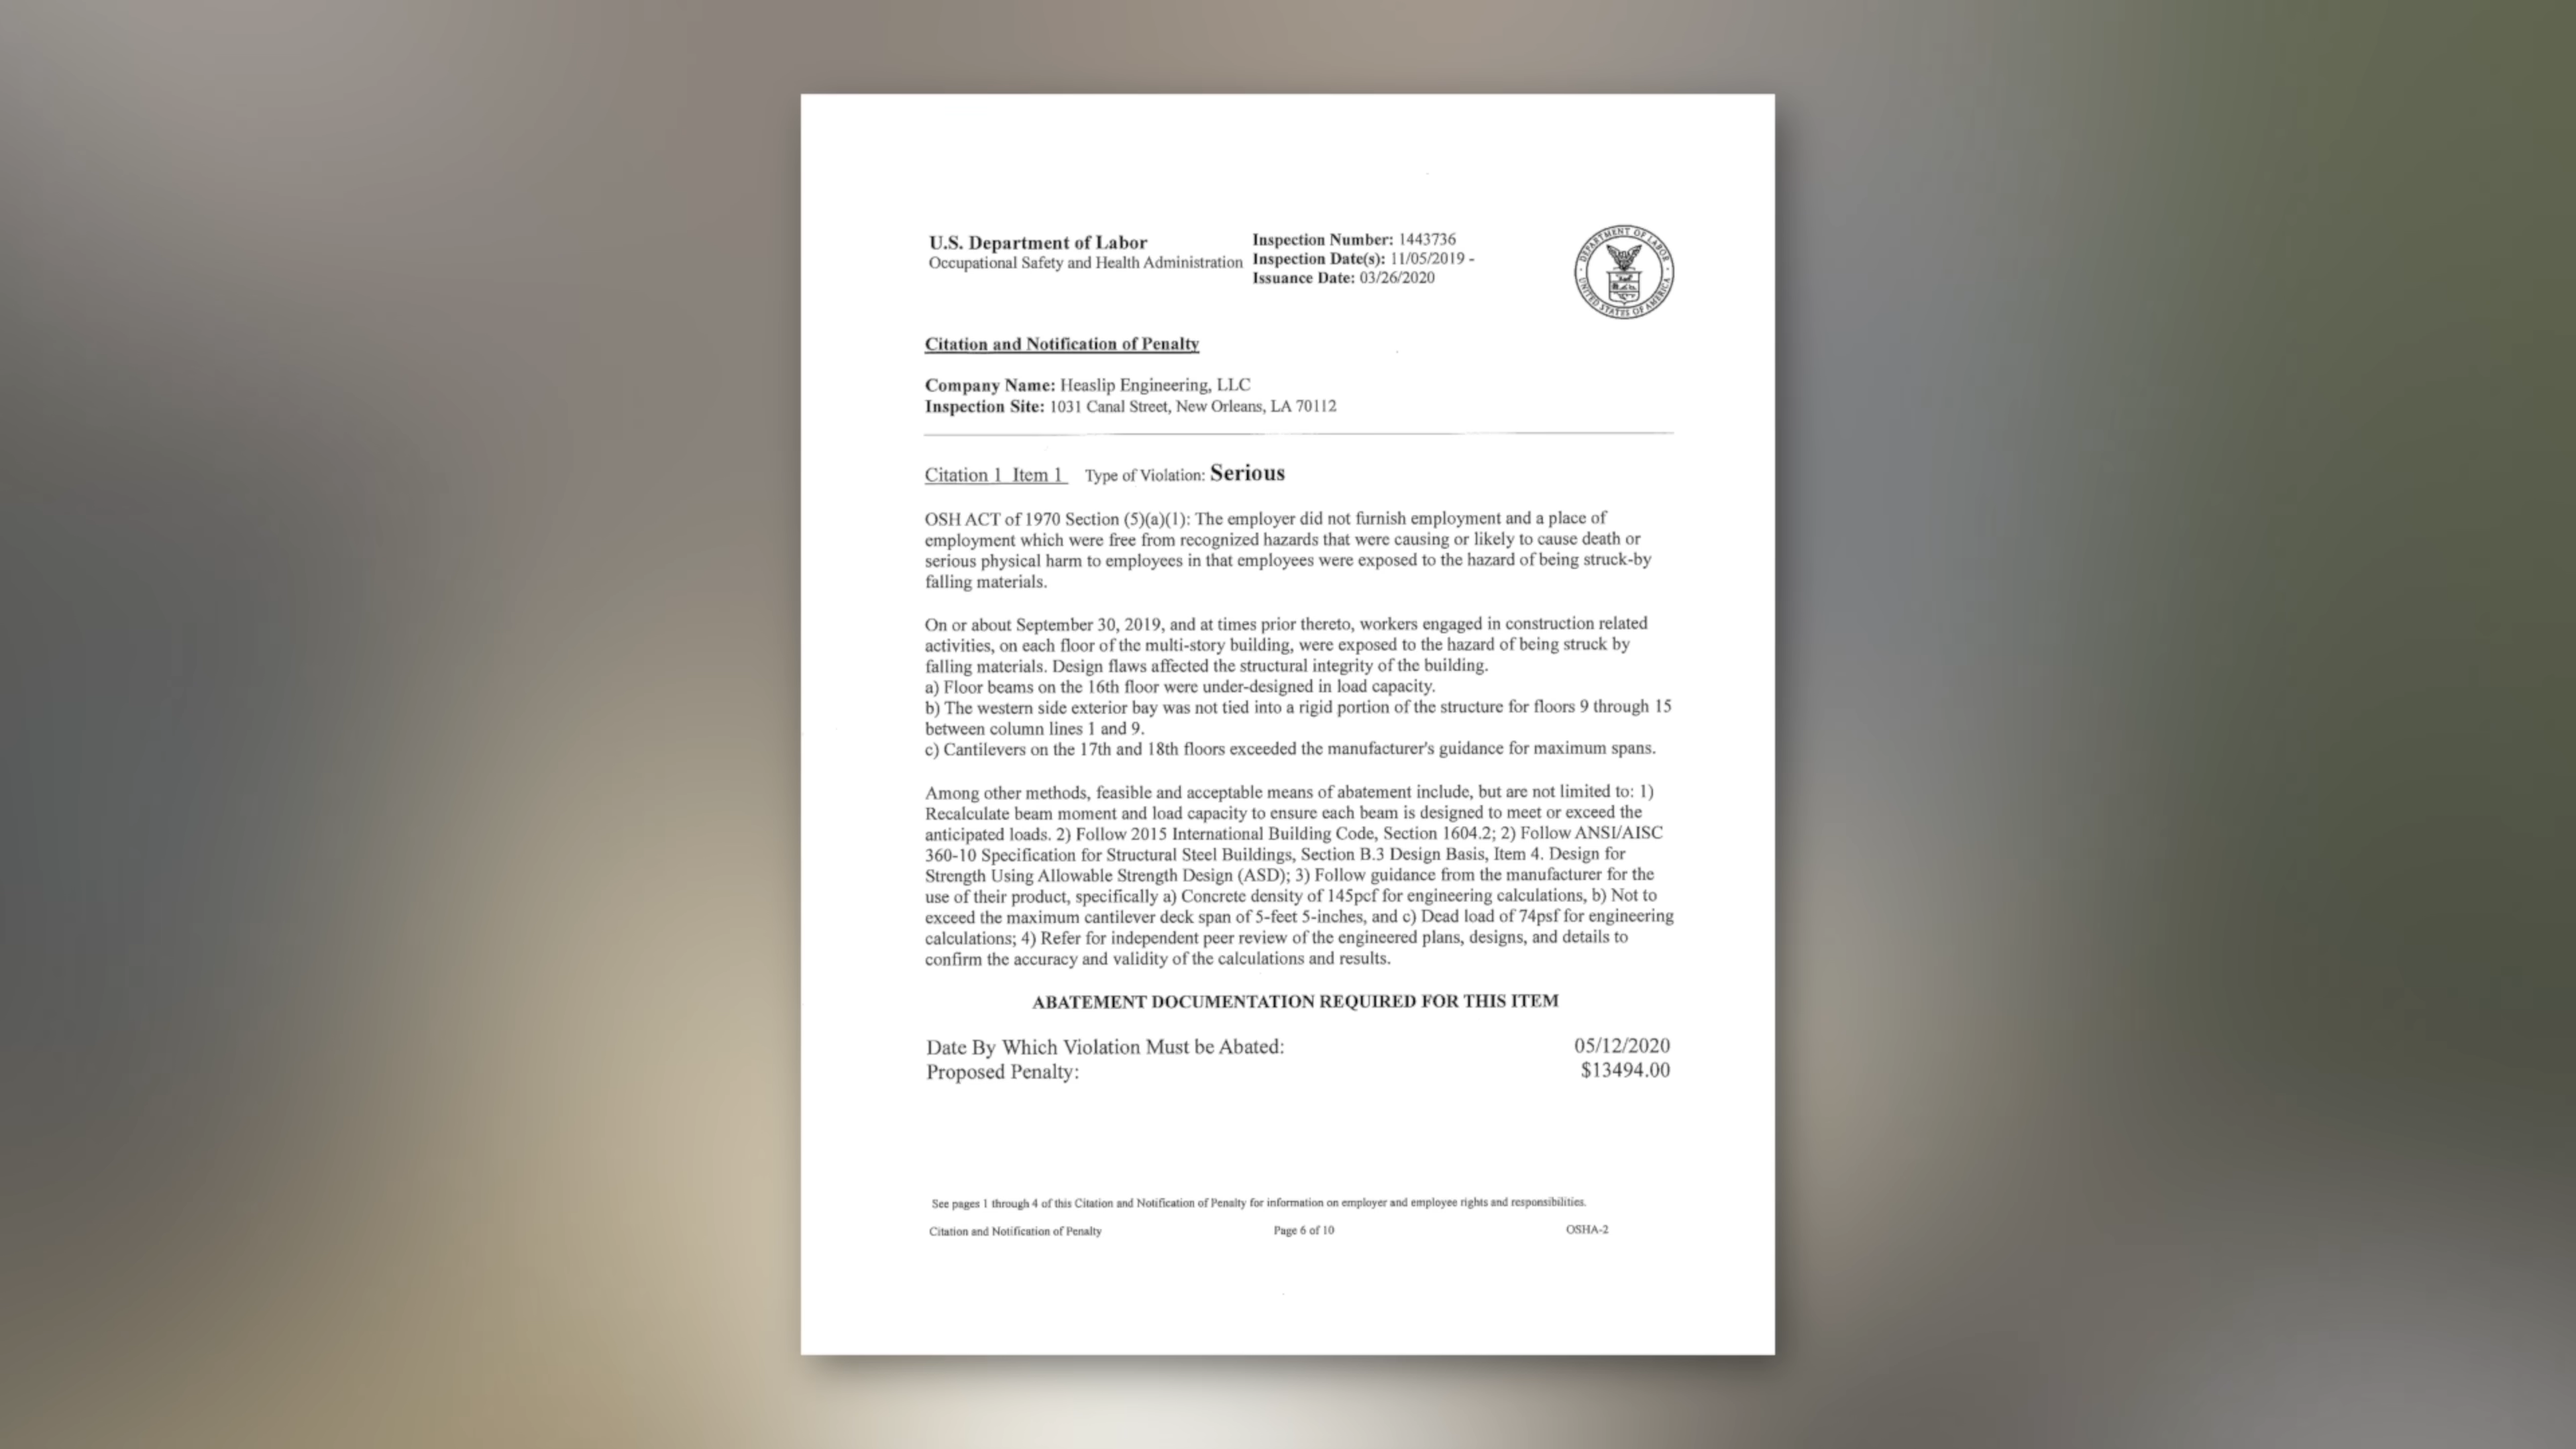 U.S. Department of Labor
Occupational Safety and Health Administration
Inspection Number: 1443736
Inspection Date(s): 11/05/2019 -
Issuance Date: 03/26/2020
DEPARTMENT OF LABOR
UNITED STATES OF AMERICA
Citation and Notification of Penalty
Company Name: Heaslip Engineering, LLC
Inspection Site: 1031 Canal Street, New Orleans, LA 70112
Citation 1 Item 1 Type of Violation: Serious
OSH ACT of 1970 Section (5)(a)(1): The employer did not furnish employment and a place of
employment which were free from recognized hazards that were causing or likely to cause death or
serious physical harm to employees in that employees were exposed to the hazard of being struck-by
falling materials.
On or about September 30, 2019, and at times prior thereto, workers engaged in construction related
activities, on each floor of the multi-story building, were exposed to the hazard of being struck by
falling materials. Design flaws affected the structural integrity of the building.
a) Floor beams on the 16th floor were under-designed in load capacity.
b) The western side exterior bay was not tied into a rigid portion of the structure for floors 9 through 15
between column lines 1 and 9.
c) Cantilevers on the 17th and 18th floors exceeded the manufacturer's guidance for maximum spans.
Among other methods, feasible and acceptable means of abatement include, but are not limited to: 1)
Recalculate beam moment and load capacity to ensure each beam is designed to meet or exceed the
anticipated loads. 2) Follow 2015 International Building Code, Section 1604.2; 2) Follow ANSI/AISC
360-10 Specification for Structural Steel Buildings, Section B.3 Design Basis, Item 4. Design for
Strength Using Allowable Strength Design (ASD); 3) Follow guidance from the manufacturer for the
use of their product, specifically a) Concrete density of 145pcf for engineering calculations, b) Not to
exceed the maximum cantilever deck span of 5-feet 5-inches, and c) Dead load of 74psf for engineering
calculations; 4) Refer for independent peer review of the engineered plans, designs, and details to
confirm the accuracy and validity of the calculations and results.
ABATEMENT DOCUMENTATION REQUIRED FOR THIS ITEM
Date By Which Violation Must be Abated: 05/12/2020
Proposed Penalty: $13494.00
See pages 1 through 4 of this Citation and Notification of Penalty for information on employer and employee rights and responsibilities.
Citation and Notification of Penalty Page 6 of 10 OSHA-2